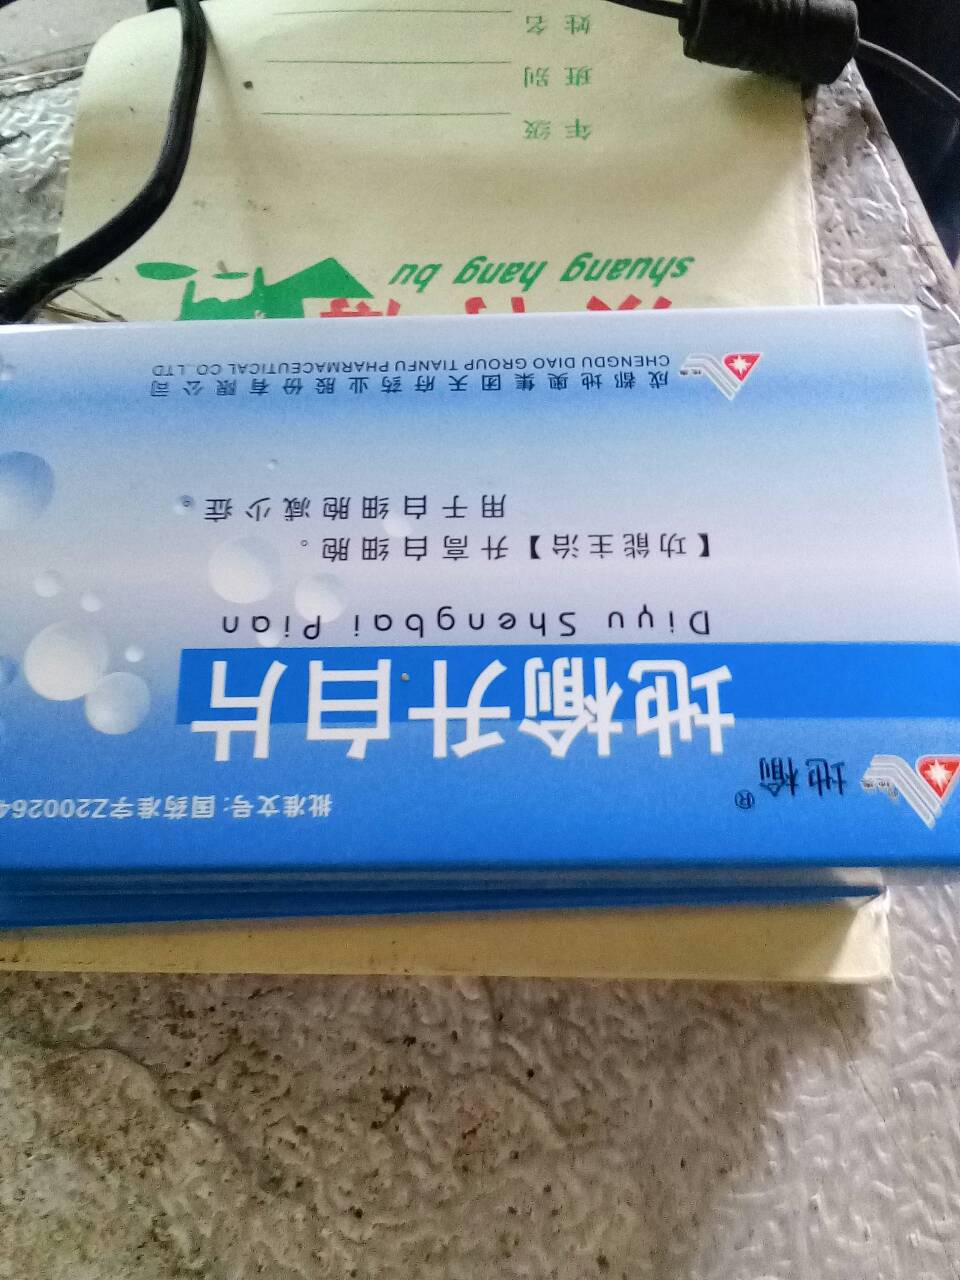 批准文号:国药准字Z200264
地榆®
地榆升白片
Diyu Shengbai Pian
【功能主治】升高白细胞。
用于白细胞减少症。
成都地奥集团天府药业股份有限公司
CHENGDU DIAO GROUP TIANFU PHARMACEUTICAL CO.,LTD
shuang hang bu
年级
班别
姓名